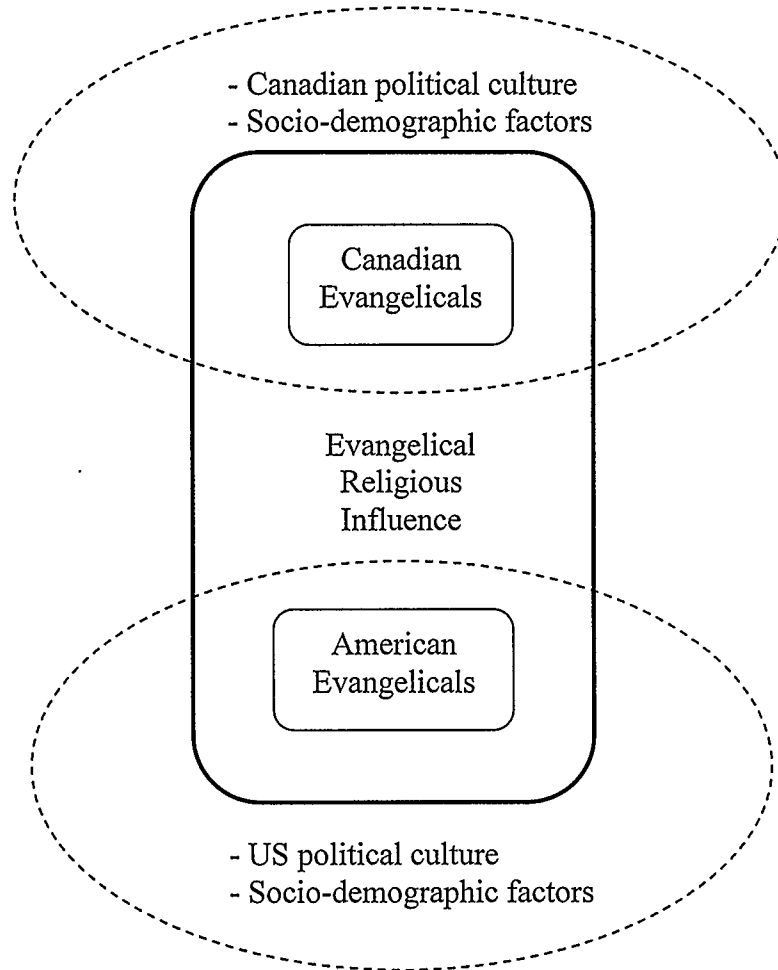 - Canadian political culture
- Socio-demographic factors
Canadian
Evangelicals
Evangelical
Religious
Influence
American
Evangelicals
- US political culture
- Socio-demographic factors